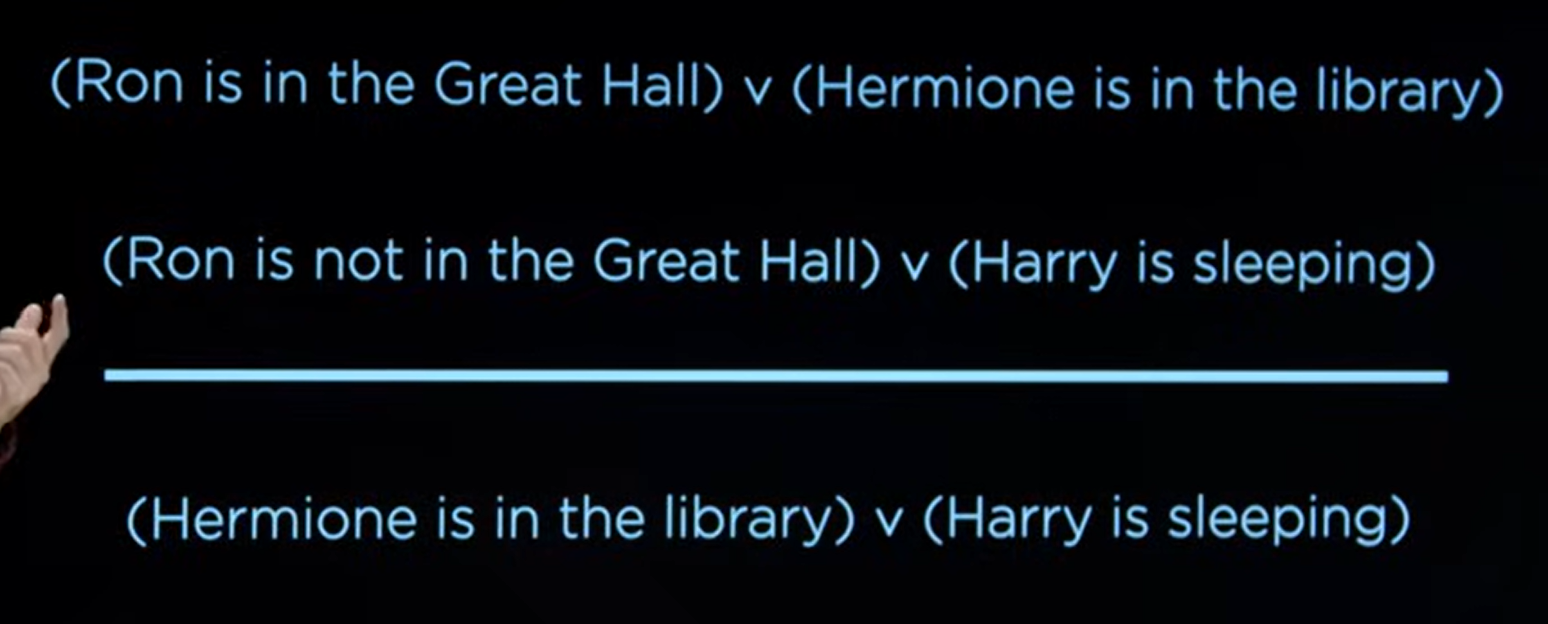 (Ron is in the Great Hall) v (Hermione is in the library)
(Ron is not in the Great Hall) v (Harry is sleeping)
(Hermione is in the library) v (Harry is sleeping)